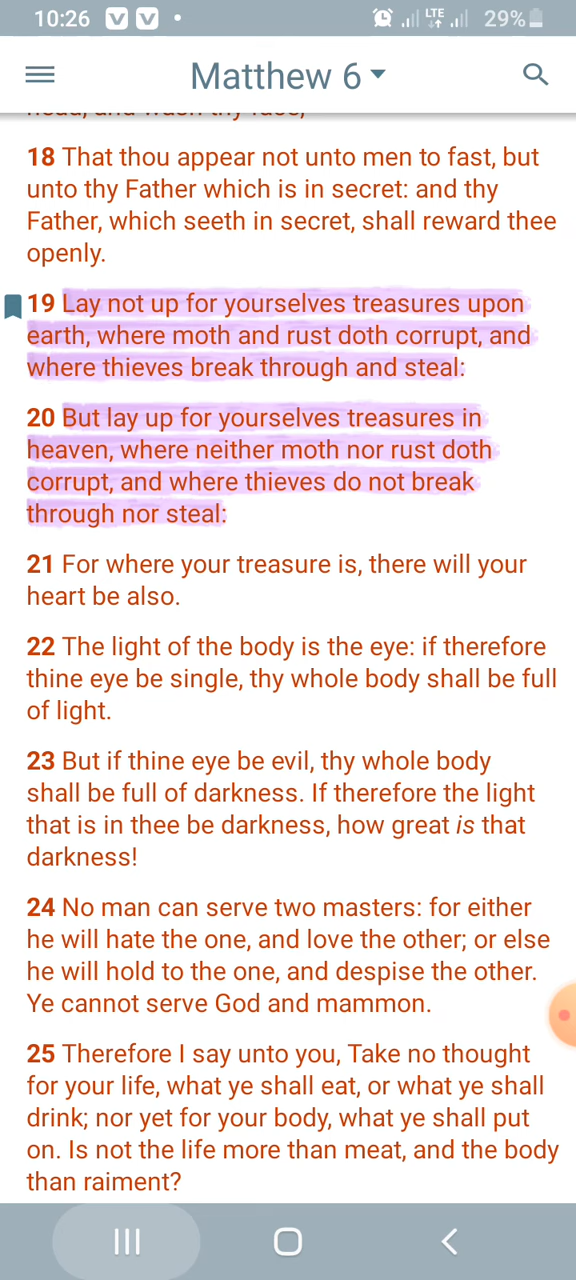 10:26 LTE 29%
Matthew 6
head, and wash thy face;
18 That thou appear not unto men to fast, but
unto thy Father which is in secret: and thy
Father, which seeth in secret, shall reward thee
openly.
19 Lay not up for yourselves treasures upon
earth, where moth and rust doth corrupt, and
where thieves break through and steal:
20 But lay up for yourselves treasures in
heaven, where neither moth nor rust doth
corrupt, and where thieves do not break
through nor steal:
21 For where your treasure is, there will your
heart be also.
22 The light of the body is the eye: if therefore
thine eye be single, thy whole body shall be full
of light.
23 But if thine eye be evil, thy whole body
shall be full of darkness. If therefore the light
that is in thee be darkness, how great is that
darkness!
24 No man can serve two masters: for either
he will hate the one, and love the other; or else
he will hold to the one, and despise the other.
Ye cannot serve God and mammon.
25 Therefore I say unto you, Take no thought
for your life, what ye shall eat, or what ye shall
drink; nor yet for your body, what ye shall put
on. Is not the life more than meat, and the body
than raiment?